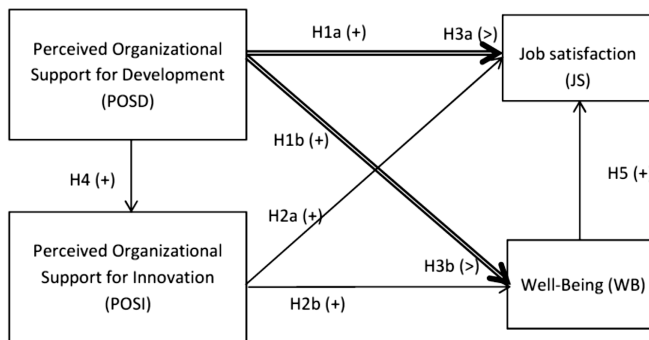 Perceived Organizational
Support for Development
(POSD)
H1a (+)
H3a (>)
Job satisfaction
(JS)
H1b (+)
H4 (+)
H5 (+
H2a (+)
Perceived Organizational
Support for Innovation
(POSI)
H3b (>)
H2b (+)
Well-Being (WB)